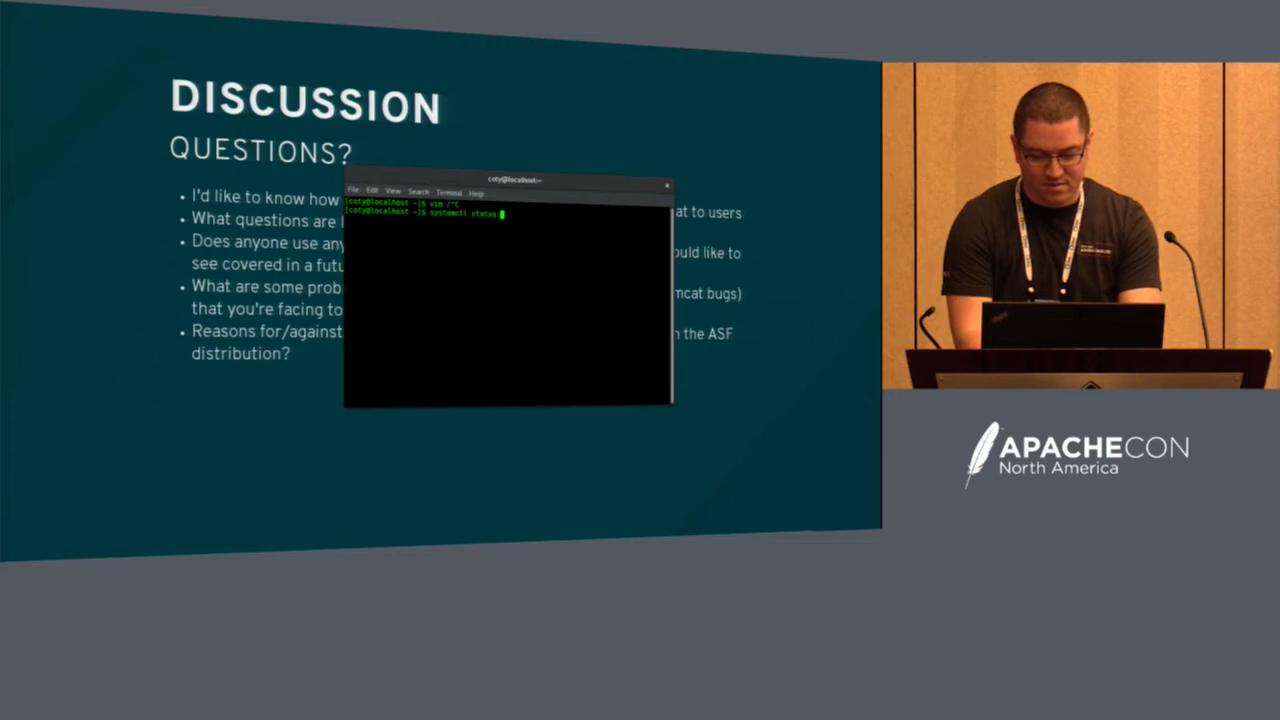 DISCUSSION
QUESTIONS?
I'd like to know how
at to users
What questions are
Does anyone use any
ould like to
see covered in a futu
What are some prob
mcat bugs)
that you're facing to
Reasons for/against
n the ASF
distribution?
coty@localhost:~
File Edit View Search Terminal Help
[coty@localhost ~]$ vim /^C
[coty@localhost ~]$ systemctl status
APACHECON
North America